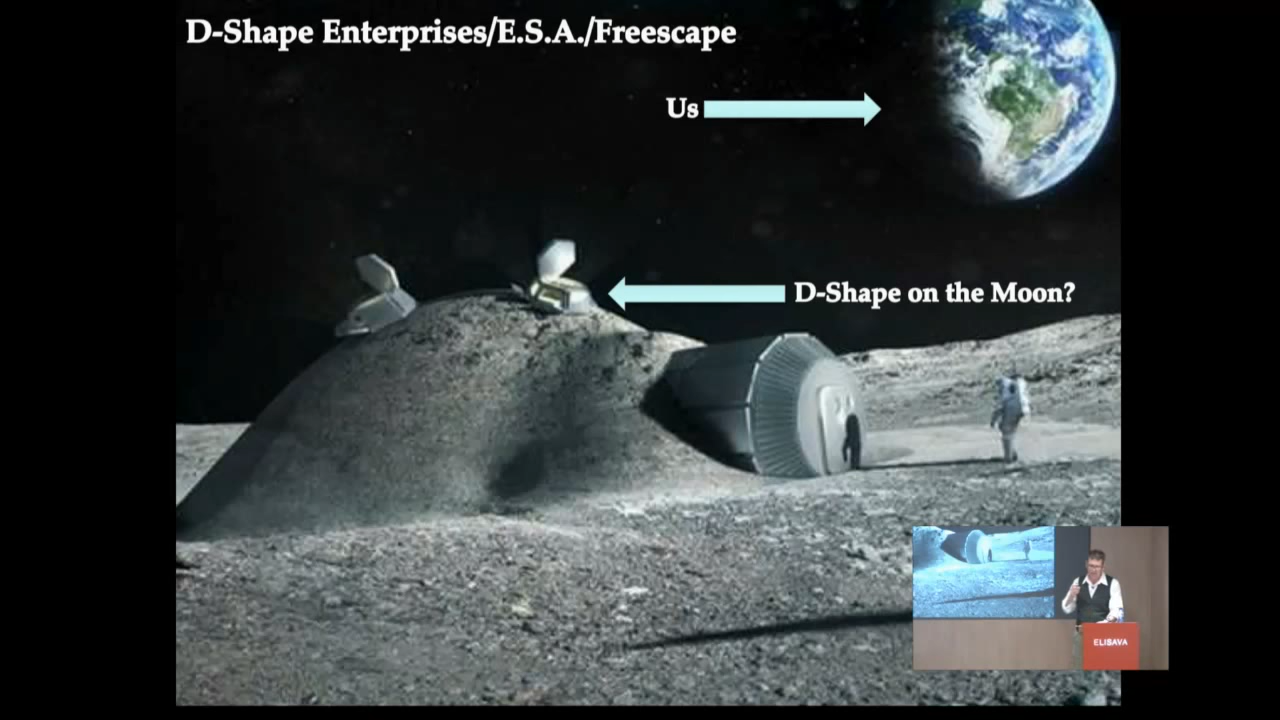 D-Shape Enterprises/E.S.A./Freescape
Us
D-Shape on the Moon?
ELISAVA